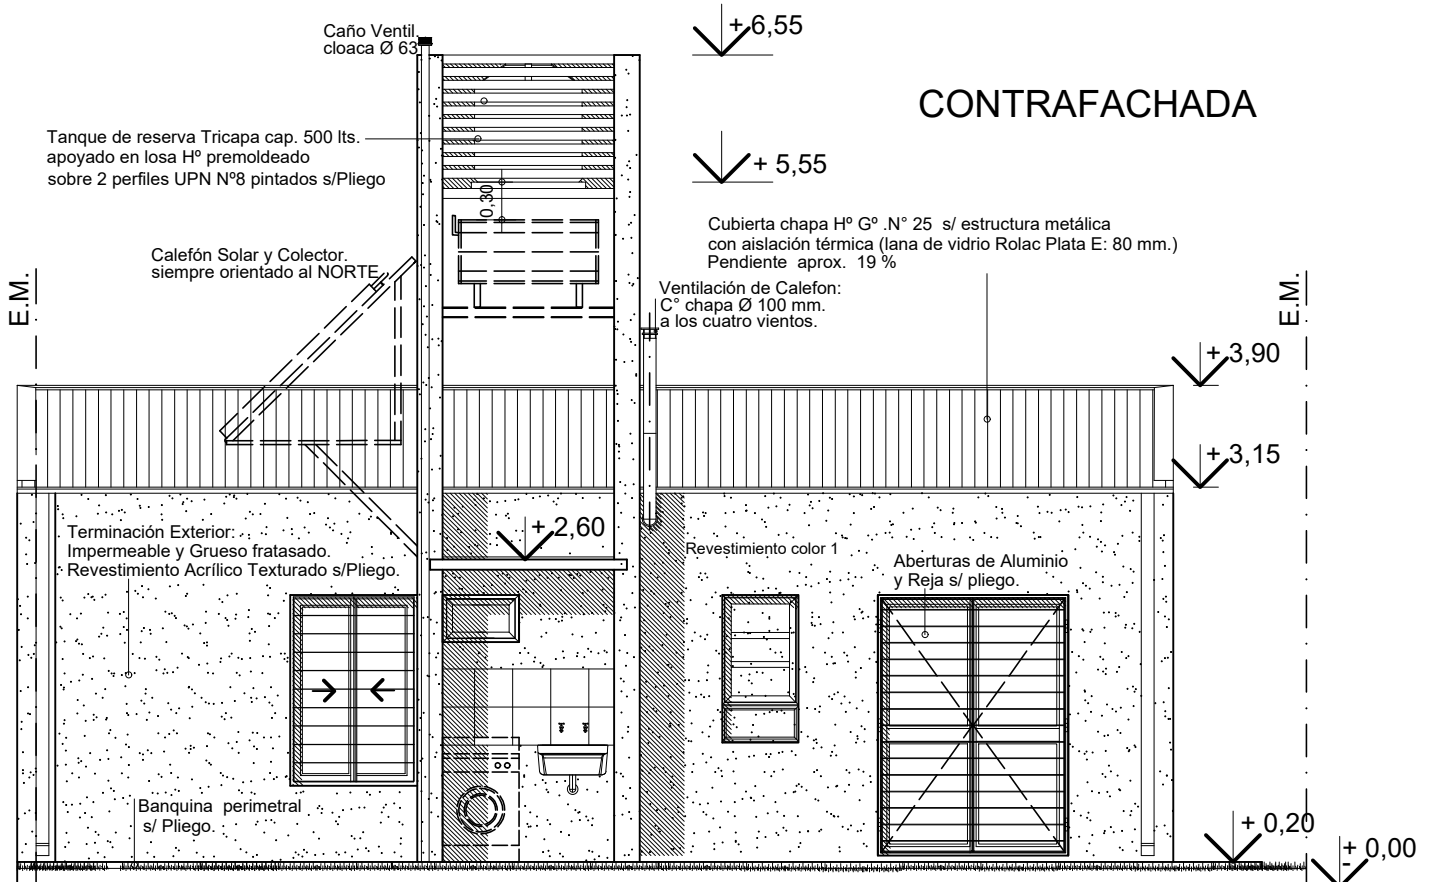 Caño Ventil.
cloaca Ø 63
+ 6,55
CONTRAFACHADA
Tanque de reserva Tricapa cap. 500 lts.
apoyado en losa Hº premoldeado
sobre 2 perfiles UPN Nº8 pintados s/Pliego
+ 5,55
0,30
Cubierta chapa Hº Gº .N° 25 s/ estructura metálica
con aislación térmica (lana de vidrio Rolac Plata E: 80 mm.)
Pendiente aprox. 19 %
Calefón Solar y Colector.
siempre orientado al NORTE
Ventilación de Calefon:
C° chapa Ø 100 mm.
a los cuatro vientos.
E.M.
E.M.
+ 3,90
+ 3,15
Terminación Exterior:
Impermeable y Grueso fratasado.
Revestimiento Acrílico Texturado s/Pliego.
+ 2,60
Revestimiento color 1
Aberturas de Aluminio
y Reja s/ pliego.
Banquina perimetral
s/ Pliego.
+ 0,20
+ 0,00
-